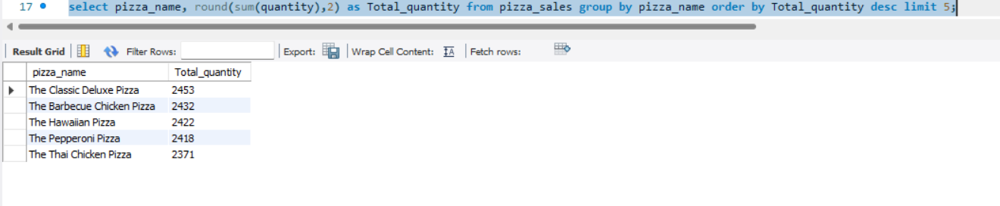 17 select pizza_name, round(sum(quantity),2) as Total_quantity from pizza_sales group by pizza_name order by Total_quantity desc limit 5;
Result Grid Filter Rows: Export: Wrap Cell Content: IA Fetch rows:
pizza_name Total_quantity
The Classic Deluxe Pizza 2453
The Barbecue Chicken Pizza 2432
The Hawaiian Pizza 2422
The Pepperoni Pizza 2418
The Thai Chicken Pizza 2371